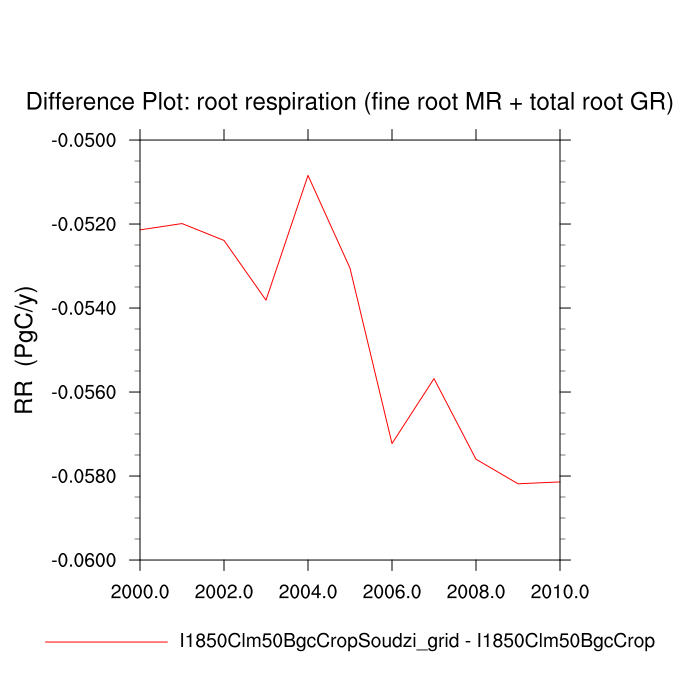 Difference Plot: root respiration (fine root MR + total root GR)
-0.0500
-0.0520
-0.0540
-0.0560
-0.0580
-0.0600
RR (PgC/y)
2000.0 2002.0 2004.0 2006.0 2008.0 2010.0
I1850Clm50BgcCropSoudzi_grid - I1850Clm50BgcCrop